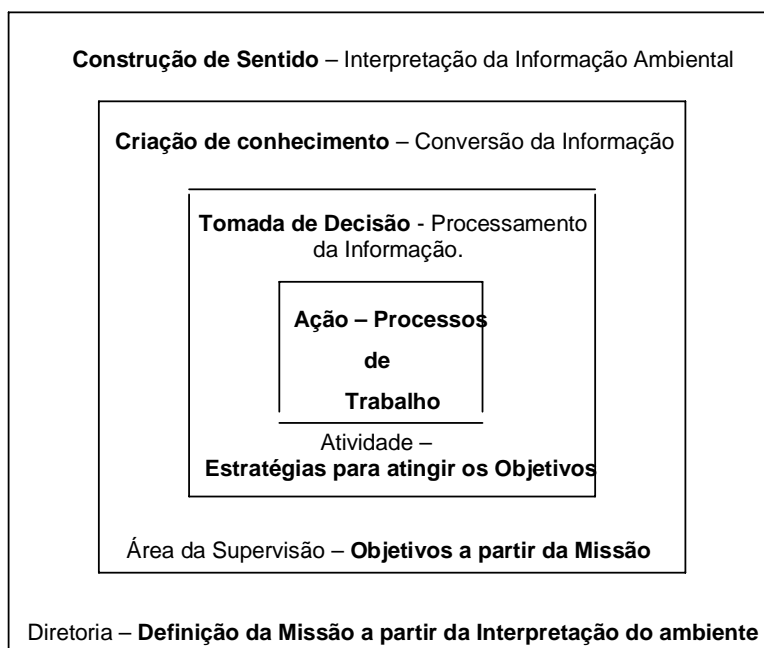 Construção de Sentido – Interpretação da Informação Ambiental
Criação de conhecimento – Conversão da Informação
Tomada de Decisão - Processamento
da Informação.
Ação – Processos
de
Trabalho
Atividade –
Estratégias para atingir os Objetivos
Área da Supervisão – Objetivos a partir da Missão
Diretoria – Definição da Missão a partir da Interpretação do ambiente